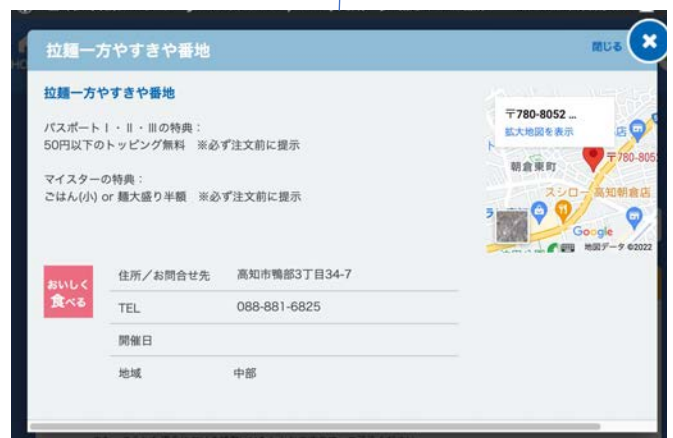 拉麺一方やすきや番地
閉じる
拉麺一方やすきや番地
パスポートⅠ・Ⅱ・Ⅲの特典：
50円以下のトッピング無料　※必ず注文前に提示
マイスターの特典：
ごはん(小) or 麺大盛り半額　※必ず注文前に提示
〒780-8052 ...
拡大地図を表示
店
朝倉東町
〒780-805
スシロー 高知朝倉店
Google
地図データ ©2022
おいしく
食べる
住所／お問合せ先　高知市鴨部3丁目34-7
TEL　088-881-6825
開催日
地域　中部